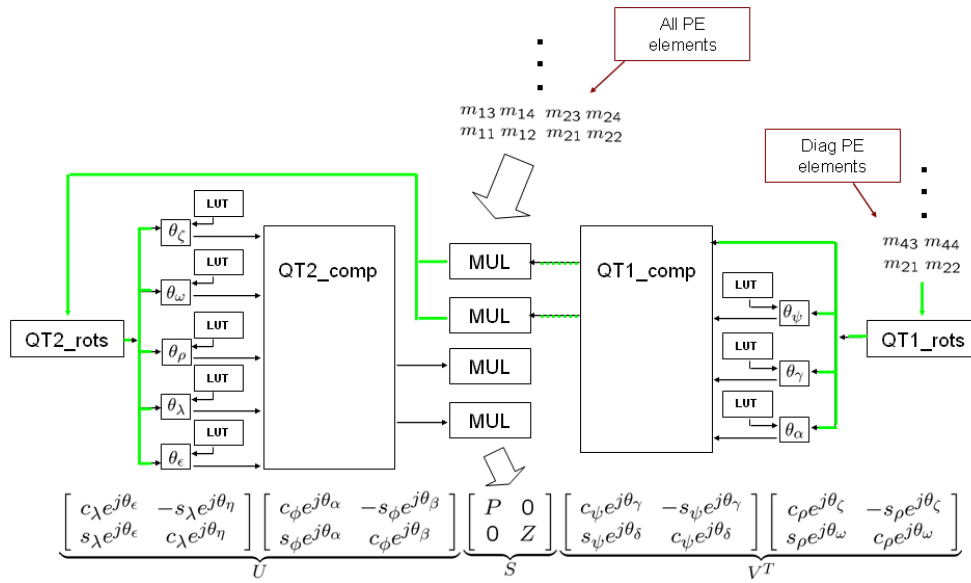 All PE
elements
m13 m14 m23 m24
m11 m12 m21 m22
Diag PE
elements
m43 m44
m21 m22
LUT
θζ
LUT
θω
LUT
θρ
LUT
θλ
LUT
θϵ
QT2_rots
QT2_comp
MUL
MUL
MUL
MUL
QT1_comp
LUT
θψ
LUT
θγ
LUT
θα
QT1_rots
[cλe^{jθϵ} −sλe^{jθη}] [cϕe^{jθα} −sϕe^{jθβ}] [P 0] [cψe^{jθγ} −sψe^{jθγ}] [cρe^{jθζ} −sρe^{jθζ}]
[sλe^{jθϵ} cλe^{jθη}] [sϕe^{jθα} cϕe^{jθβ}] [0 Z] [sψe^{jθδ} cψe^{jθδ}] [sρe^{jθω} cρe^{jθω}]
U S V^T